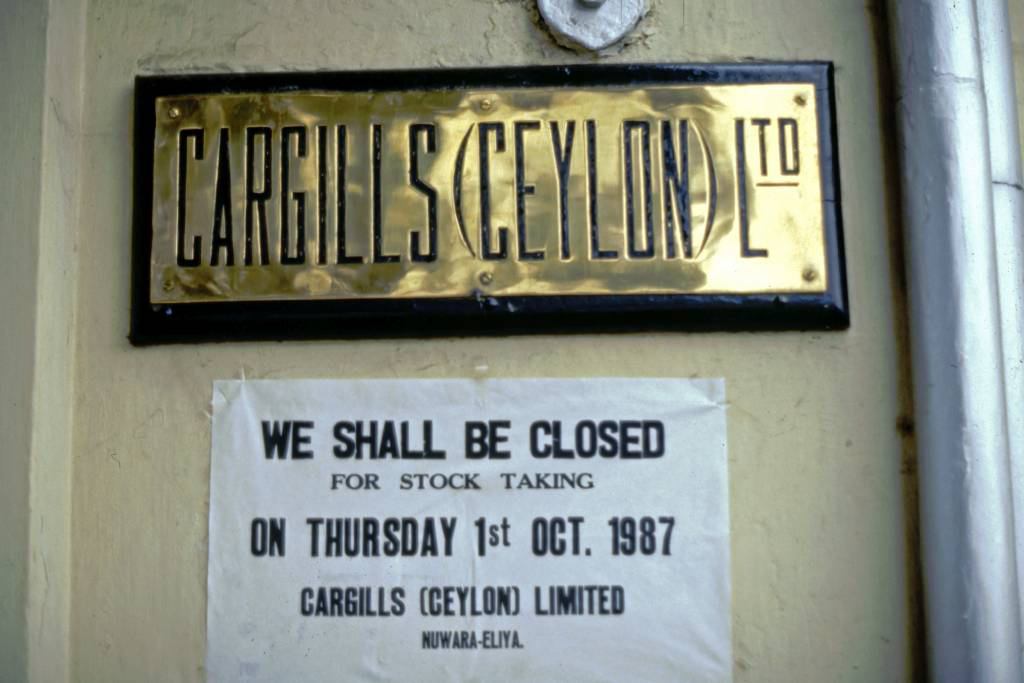 CARGILLS (CEYLON) LTD
WE SHALL BE CLOSED
FOR STOCK TAKING
ON THURSDAY 1st OCT. 1987
CARGILLS (CEYLON) LIMITED
NUWARA-ELIYA.